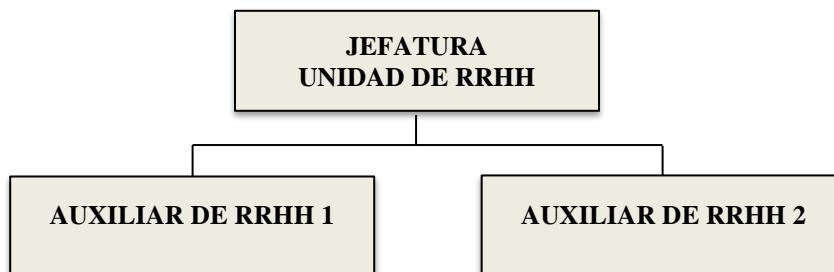 JEFATURA
UNIDAD DE RRHH
AUXILIAR DE RRHH 1
AUXILIAR DE RRHH 2